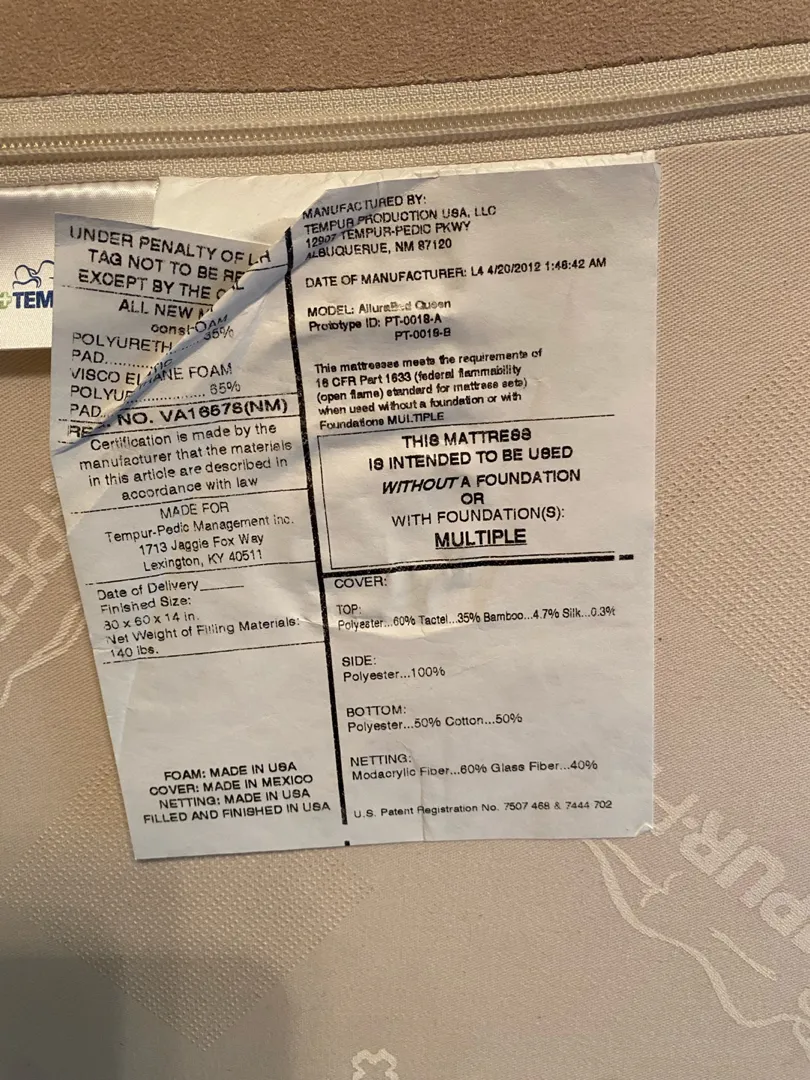 UNDER PENALTY OF LA
TAG NOT TO BE RE
EXCEPT BY THE
ALL NEW M
POLYURETH
35%
PAD
VISCO EL
ANE FOAM
POLYUR
65%
PAD
RE NO. VA16576(NM)
Certification is made by the
manufacturer that the materials
in this article are described in
accordance with law
MADE FOR
Tempur-Pedic Management Inc.
1713 Jaggie Fox Way
Lexington, KY 40511
Date of Delivery_____
Finished Size:
30 x 60 x 14 in.
Net Weight of Filling Materials:
140 lbs.
FOAM: MADE IN USA
COVER: MADE IN MEXICO
NETTING: MADE IN USA
FILLED AND FINISHED IN USA
MANUFACTURED BY:
TEMPUR PRODUCTION USA, LLC
12907 TEMPUR-PEDIC PKWY
ALBUQUERUE, NM 87120
DATE OF MANUFACTURER: L4 4/20/2012 1:46:42 AM
MODEL: AlluraBed Queen
Prototype ID: PT-0018-A
PT-0019-B
This mattresses meets the requirements of
16 CFR Part 1633 (federal flammability
(open flame) standard for mattress sets)
when used without a foundation or with
Foundations MULTIPLE
THIS MATTRESS
IS INTENDED TO BE USED
WITHOUT A FOUNDATION
OR
WITH FOUNDATION(S):
MULTIPLE
COVER:
TOP:
Polyester...60% Tactel...35% Bamboo...4.7% Silk...0.3%
SIDE:
Polyester...100%
BOTTOM:
Polyester...50% Cotton...50%
NETTING:
Modacrylic Fiber...60% Glass Fiber...40%
U.S. Patent Registration No. 7507 468 & 7444 702
TEM
PUR-P